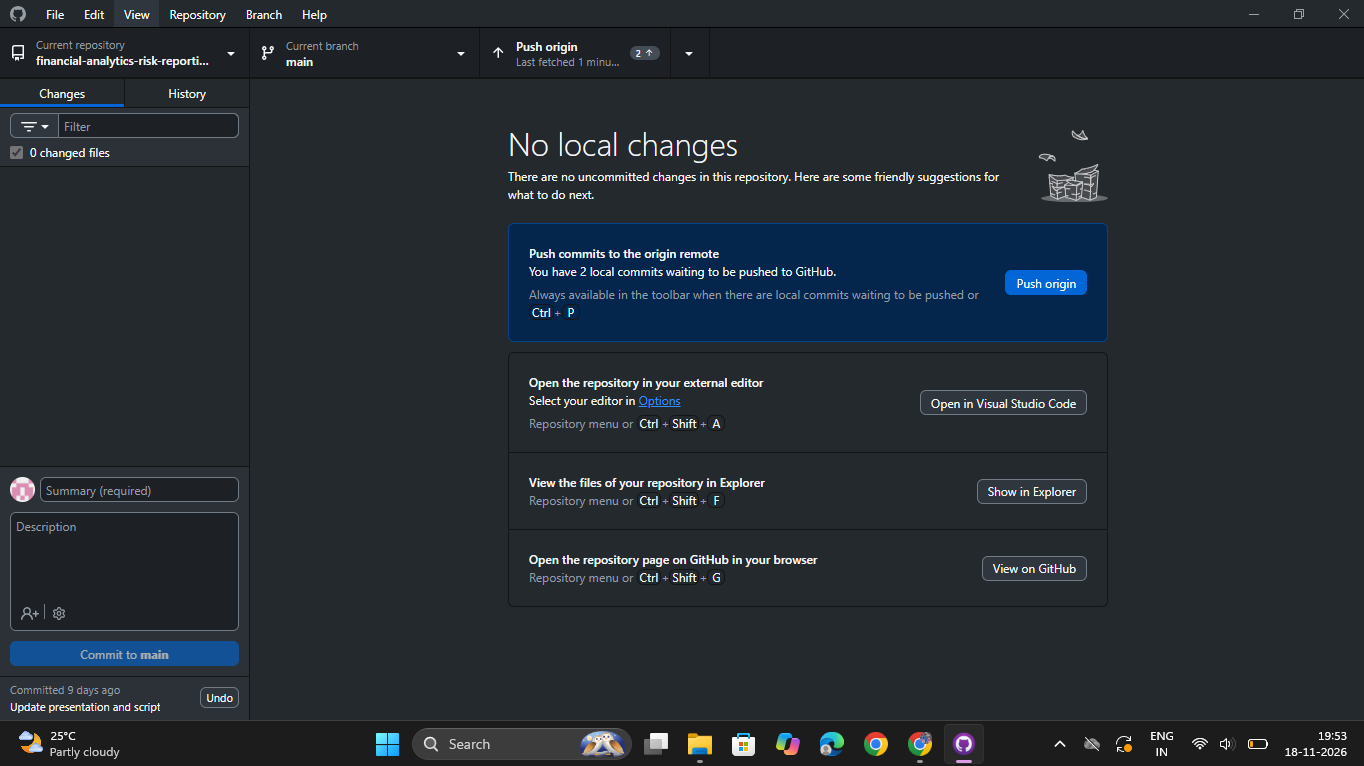 File Edit View Repository Branch Help
Current repository
financial-analytics-risk-reporti...
Current branch
main
Push origin
Last fetched 1 minu...
2
Changes History
Filter
0 changed files
No local changes
There are no uncommitted changes in this repository. Here are some friendly suggestions for
what to do next.
Push commits to the origin remote
You have 2 local commits waiting to be pushed to GitHub.
Always available in the toolbar when there are local commits waiting to be pushed or
Ctrl + P
Push origin
Open the repository in your external editor
Select your editor in Options
Repository menu or Ctrl + Shift + A
Open in Visual Studio Code
View the files of your repository in Explorer
Repository menu or Ctrl + Shift + F
Show in Explorer
Open the repository page on GitHub in your browser
Repository menu or Ctrl + Shift + G
View on GitHub
Summary (required)
Description
Commit to main
Committed 9 days ago
Update presentation and script
Undo
25°C
Partly cloudy
Search
ENG
IN
19:53
18-11-2026